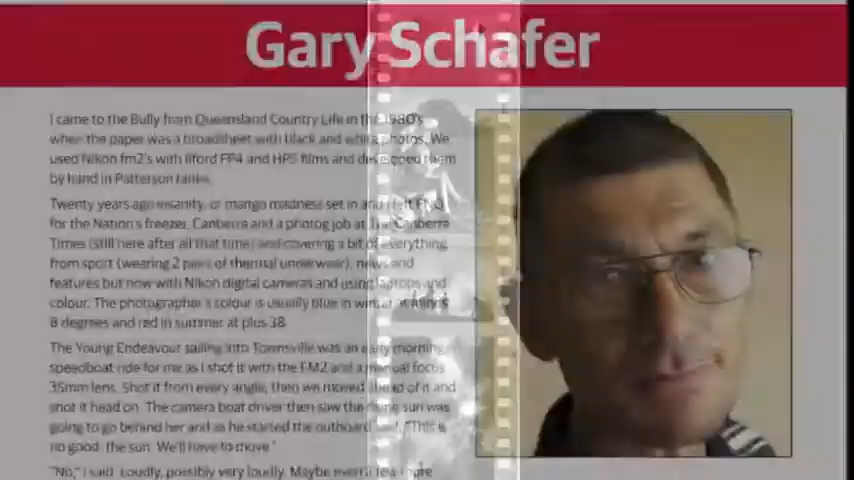 Gary Schafer
I came to the Bully from Queensland Country Life in the 1980's
when the paper was a broadsheet with black and white photos. We
used Nikon fm2's with Ilford FP4 and HP5 films and developed them
by hand in Patterson tanks.
Twenty years ago insanity, or mango madness set in and I left FNQ
for the Nation's freezer, Canberra and a photog job at The Canberra
Times (still here after all that time) and covering a bit of everything
from sport (wearing 2 pairs of thermal underwear), news and
features but now with Nikon digital cameras and using laptops and
colour. The photographer's colour is usually blue in winter at minus
8 degrees and red in summer at plus 38.
The Young Endeavour sailing into Townsville was an early morning
speedboat ride for me as I shot it with the FM2 and a manual focus
35mm lens. Shot it from every angle, then we moved ahead of it and
shot it head on. The camera boat driver then saw the rising sun was
going to go behind her and as he started the outboard said, "This is
no good, the sun. We'll have to move."
"No," I said. Loudly, possibly very loudly. Maybe even a few more